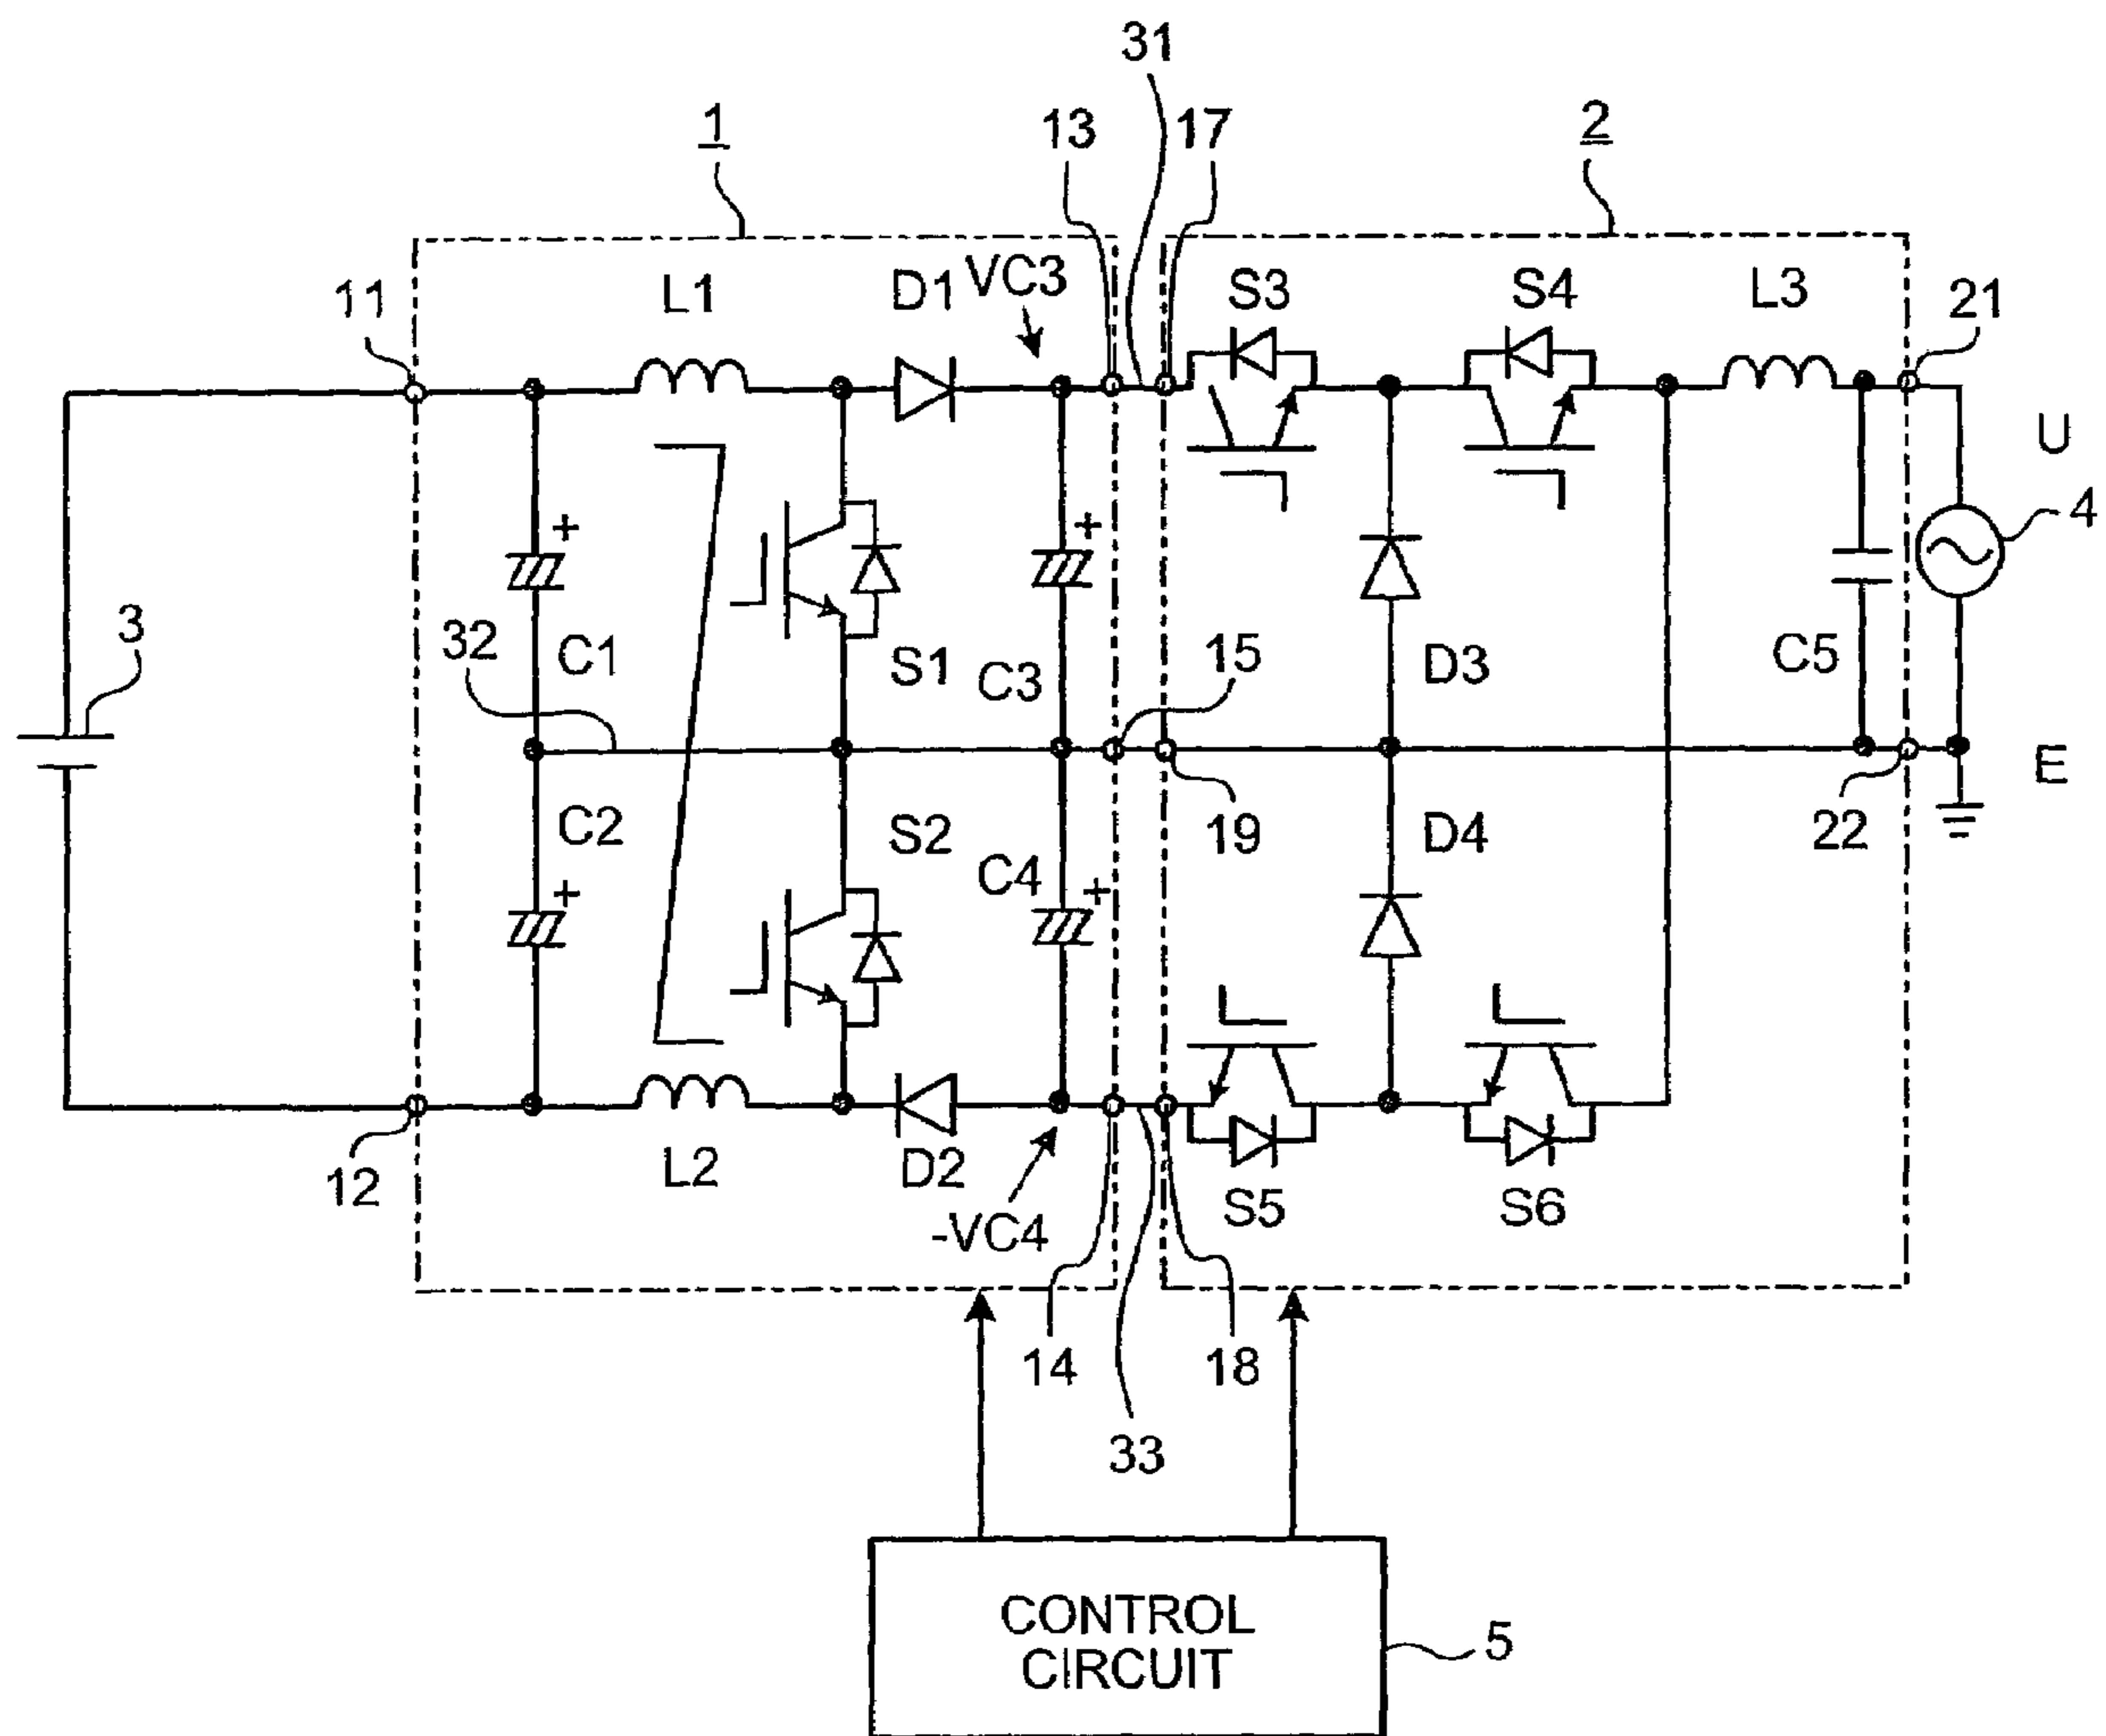 31
1
13
17
2
11
L1
D1
VC3
S3
S4
L3
21
U
4
+
+
3
32
C1
S1
C3
15
D3
C5
E
C2
S2
C4
19
D4
22
+
+
12
L2
D2
-VC4
S5
S6
14
18
33
CONTROL
CIRCUIT
5